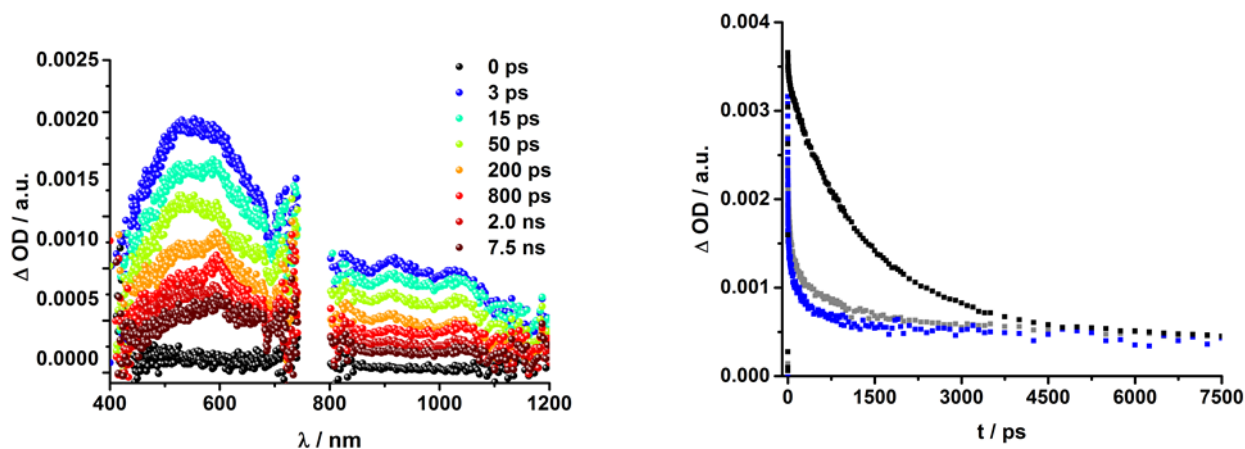 0.0025
0.0020
0.0015
0.0010
0.0005
0.0000
Δ OD / a.u.
400 600 800 1000 1200
λ / nm
0 ps
3 ps
15 ps
50 ps
200 ps
800 ps
2.0 ns
7.5 ns
0.004
0.003
0.002
0.001
0.000
Δ OD / a.u.
0 1500 3000 4500 6000 7500
t / ps